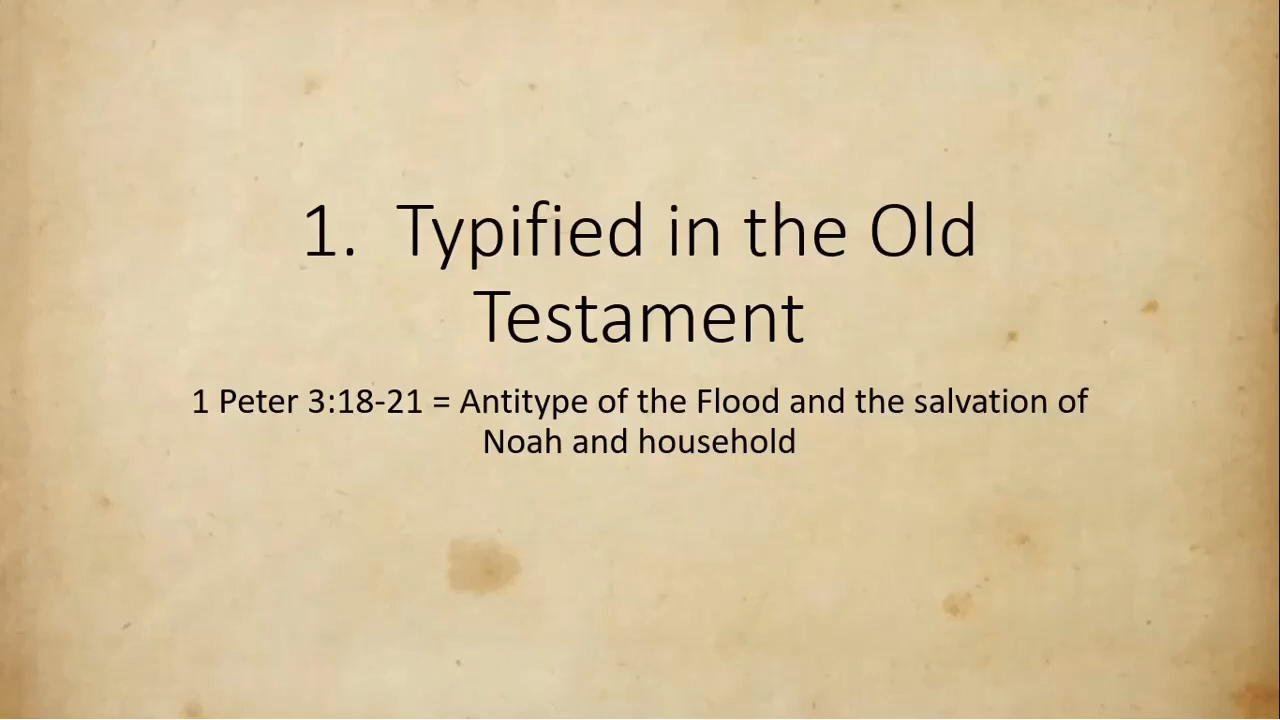 1.  Typified in the Old
Testament
1 Peter 3:18-21 = Antitype of the Flood and the salvation of
Noah and household